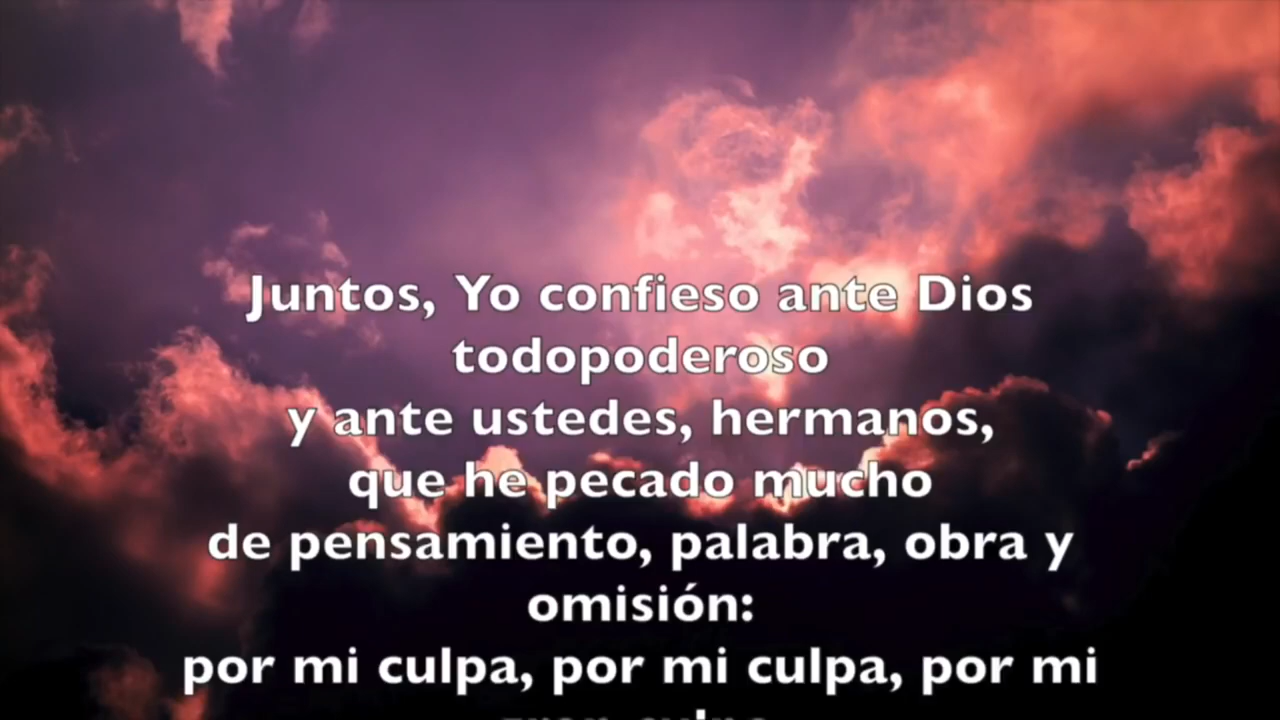 Juntos, Yo confieso ante Dios
todopoderoso
y ante ustedes, hermanos,
que he pecado mucho
de pensamiento, palabra, obra y
omisión:
por mi culpa, por mi culpa, por mi